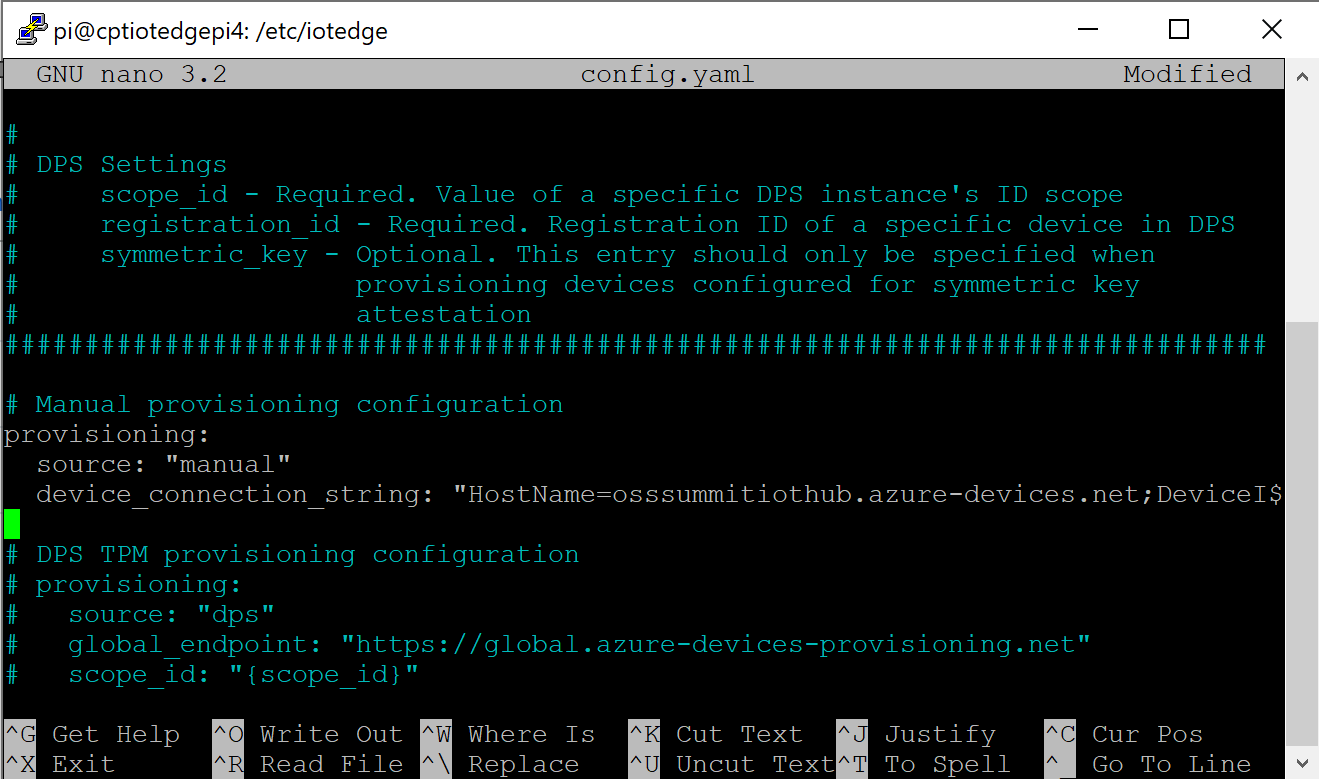 pi@cptiotedgepi4: /etc/iotedge
GNU nano 3.2 config.yaml Modified
#
# DPS Settings
# scope_id - Required. Value of a specific DPS instance's ID scope
# registration_id - Required. Registration ID of a specific device in DPS
# symmetric_key - Optional. This entry should only be specified when
# provisioning devices configured for symmetric key
# attestation
###############################################################################
# Manual provisioning configuration
provisioning:
source: "manual"
device_connection_string: "HostName=osssummitiothub.azure-devices.net;DeviceI$
# DPS TPM provisioning configuration
# provisioning:
# source: "dps"
# global_endpoint: "https://global.azure-devices-provisioning.net"
# scope_id: "{scope_id}"
^G Get Help ^O Write Out ^W Where Is ^K Cut Text ^J Justify ^C Cur Pos
^X Exit ^R Read File ^\ Replace ^U Uncut Text ^T To Spell ^_ Go To Line